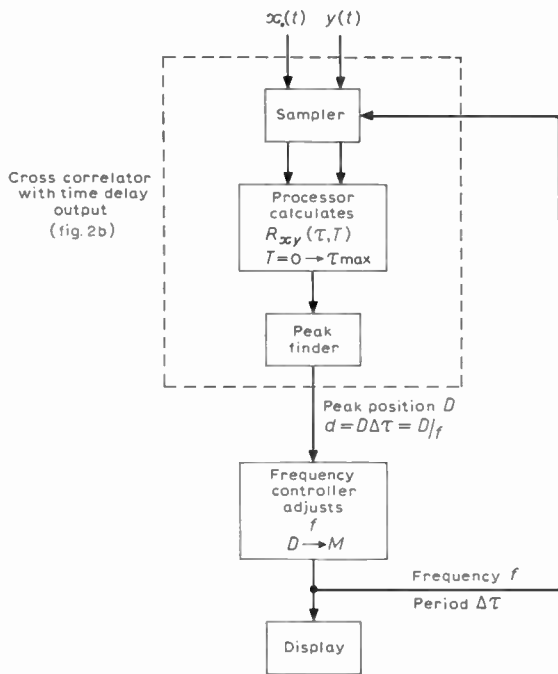 x(t) y(t)
Sampler
Cross correlator
with time delay
output
(fig. 2b)
Processor
calculates
Rxy (τ,T)
T=0→τmax
Peak
finder
Peak position D
d=DΔτ=D/f
Frequency
controller
adjusts
f
D→M
Frequency f
Period Δτ
Display